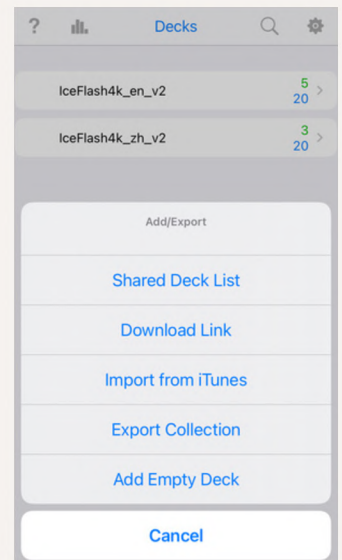 ? Decks
IceFlash4k_en_v2
5
20
IceFlash4k_zh_v2
3
20
Add/Export
Shared Deck List
Download Link
Import from iTunes
Export Collection
Add Empty Deck
Cancel